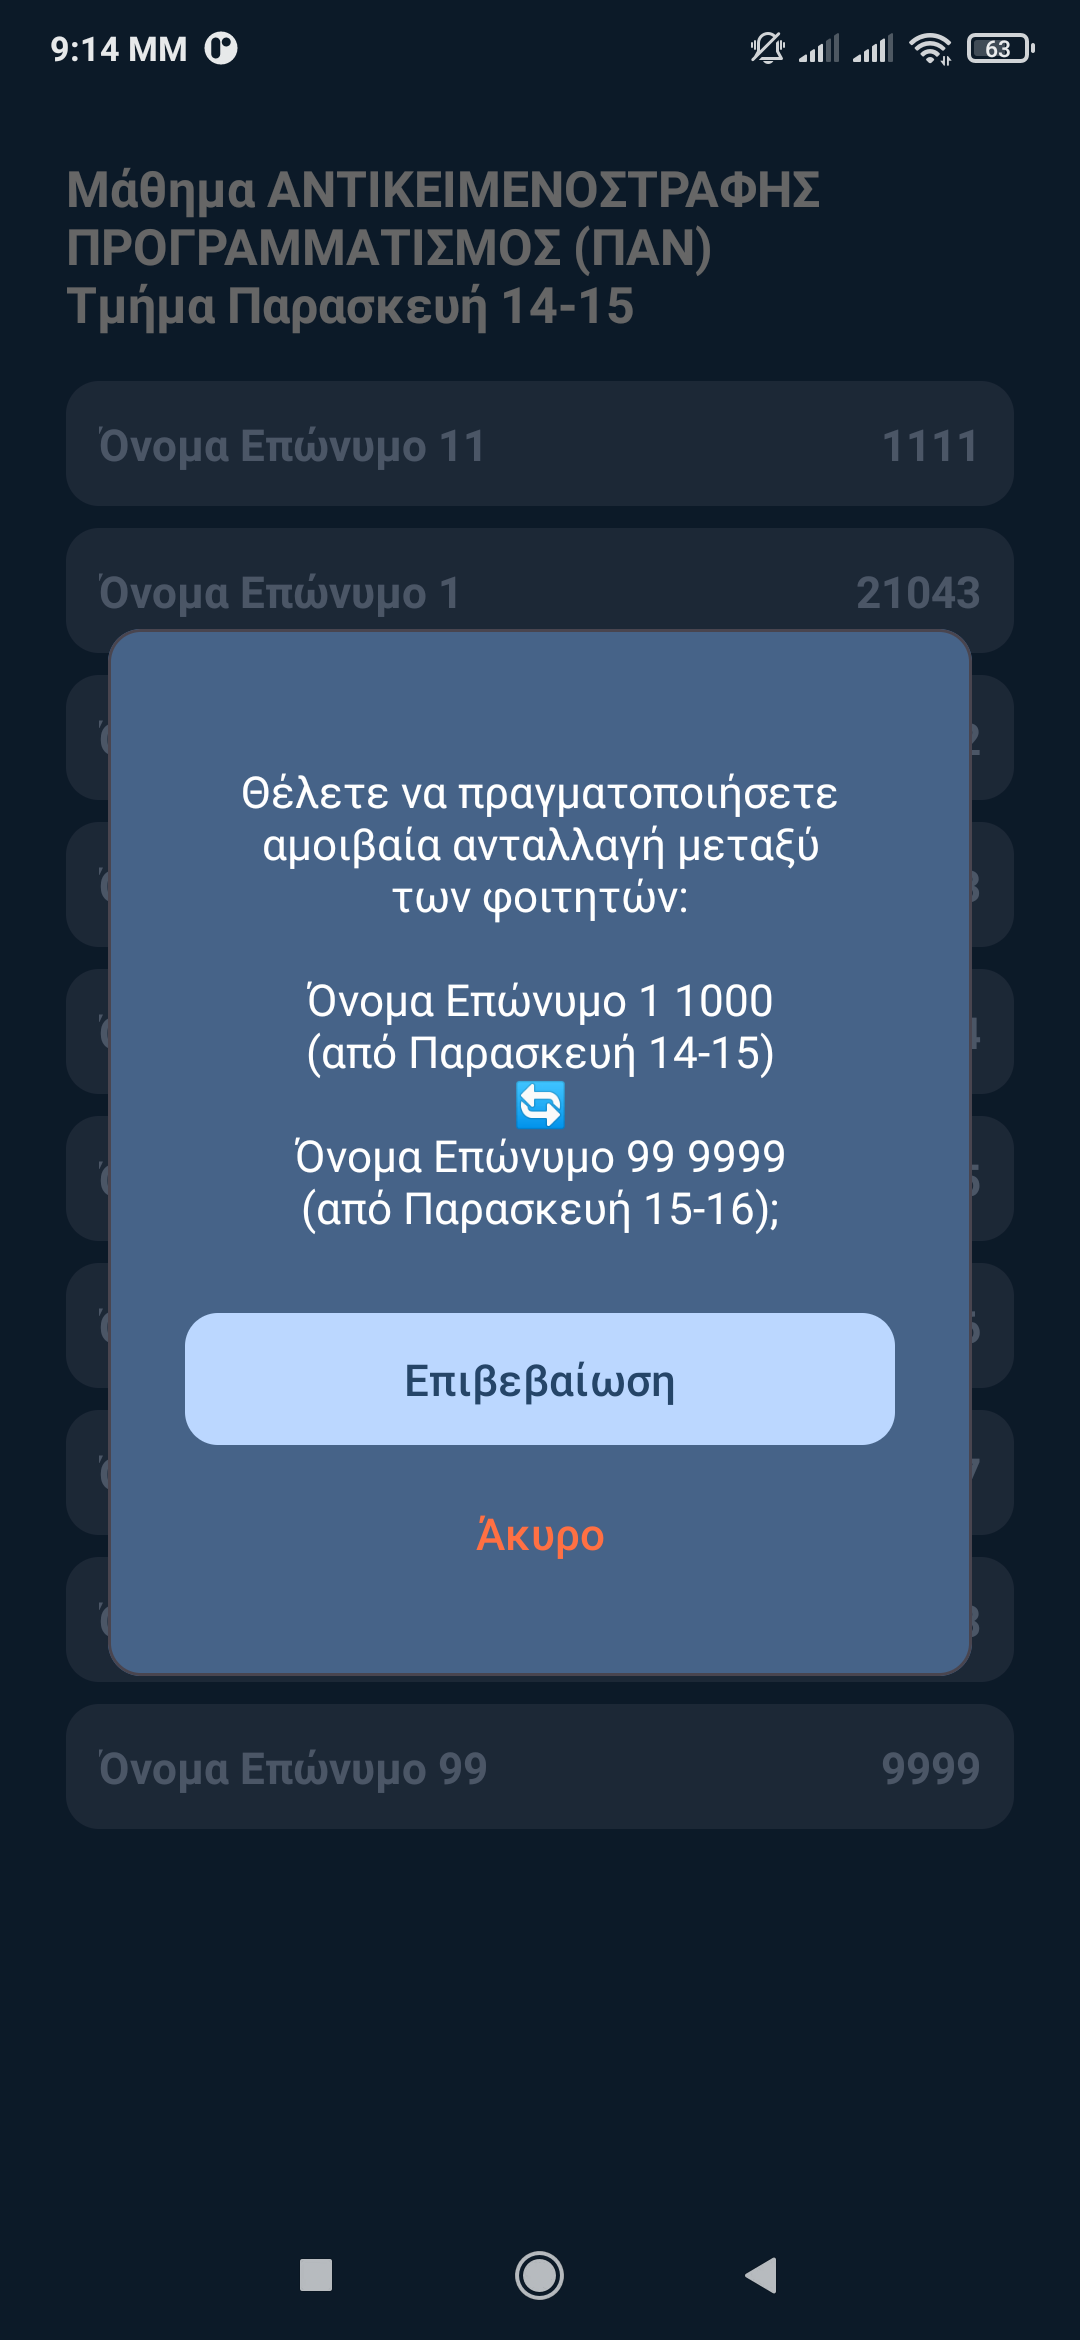 9:14 ΜΜ
63
Μάθημα ΑΝΤΙΚΕΙΜΕΝΟΣΤΡΑΦΗΣ
ΠΡΟΓΡΑΜΜΑΤΙΣΜΟΣ (ΠΑΝ)
Τμήμα Παρασκευή 14-15
Όνομα Επώνυμο 11 1111
Όνομα Επώνυμο 1 21043
Θέλετε να πραγματοποιήσετε
αμοιβαία ανταλλαγή μεταξύ
των φοιτητών:
Όνομα Επώνυμο 1 1000
(από Παρασκευή 14-15)
Όνομα Επώνυμο 99 9999
(από Παρασκευή 15-16);
Επιβεβαίωση
Άκυρο
Όνομα Επώνυμο 99 9999